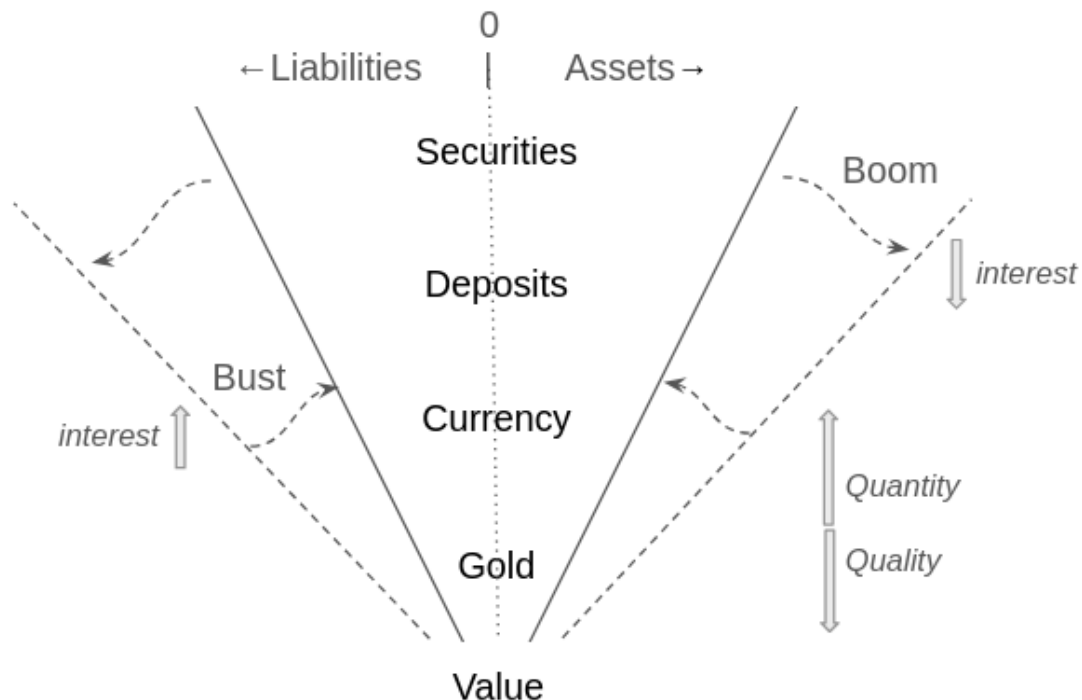 0
←Liabilities
Assets→
Securities
Boom
Deposits
interest
Bust
Currency
interest
Quantity
Quality
Gold
Value